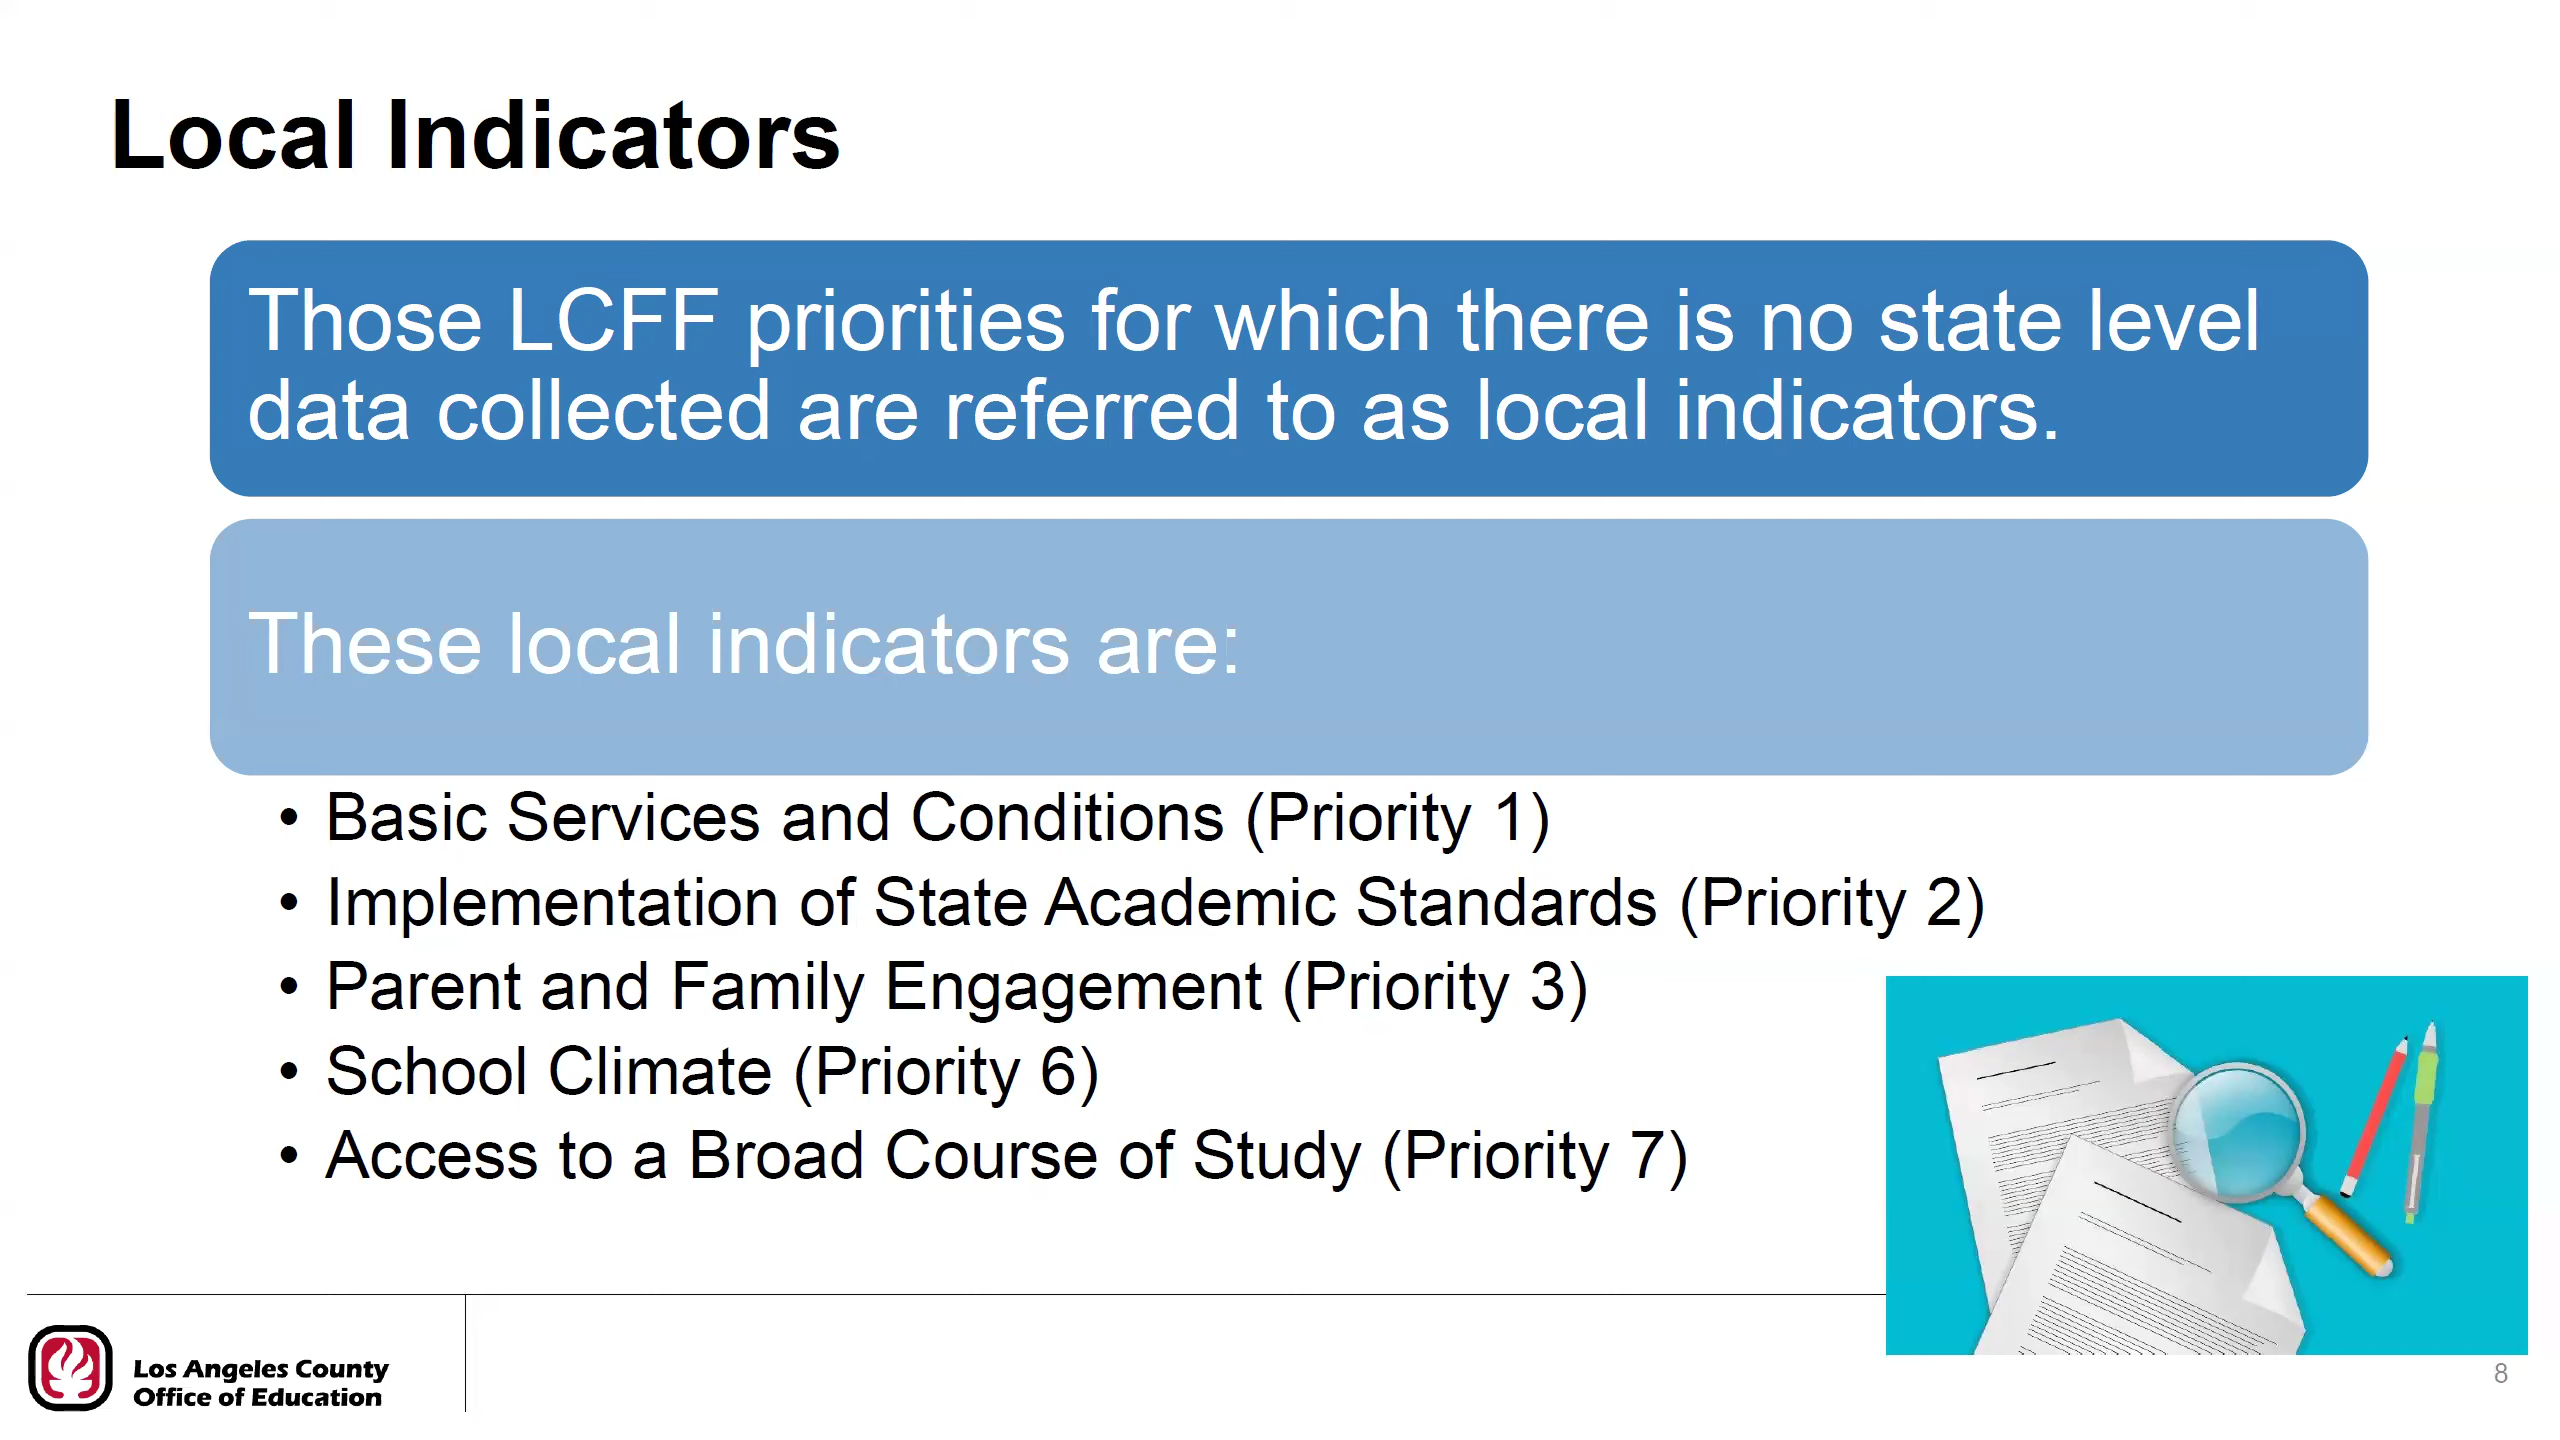 Local Indicators
Those LCFF priorities for which there is no state level
data collected are referred to as local indicators.
These local indicators are:
• Basic Services and Conditions (Priority 1)
• Implementation of State Academic Standards (Priority 2)
• Parent and Family Engagement (Priority 3)
• School Climate (Priority 6)
• Access to a Broad Course of Study (Priority 7)
Los Angeles County
Office of Education
8